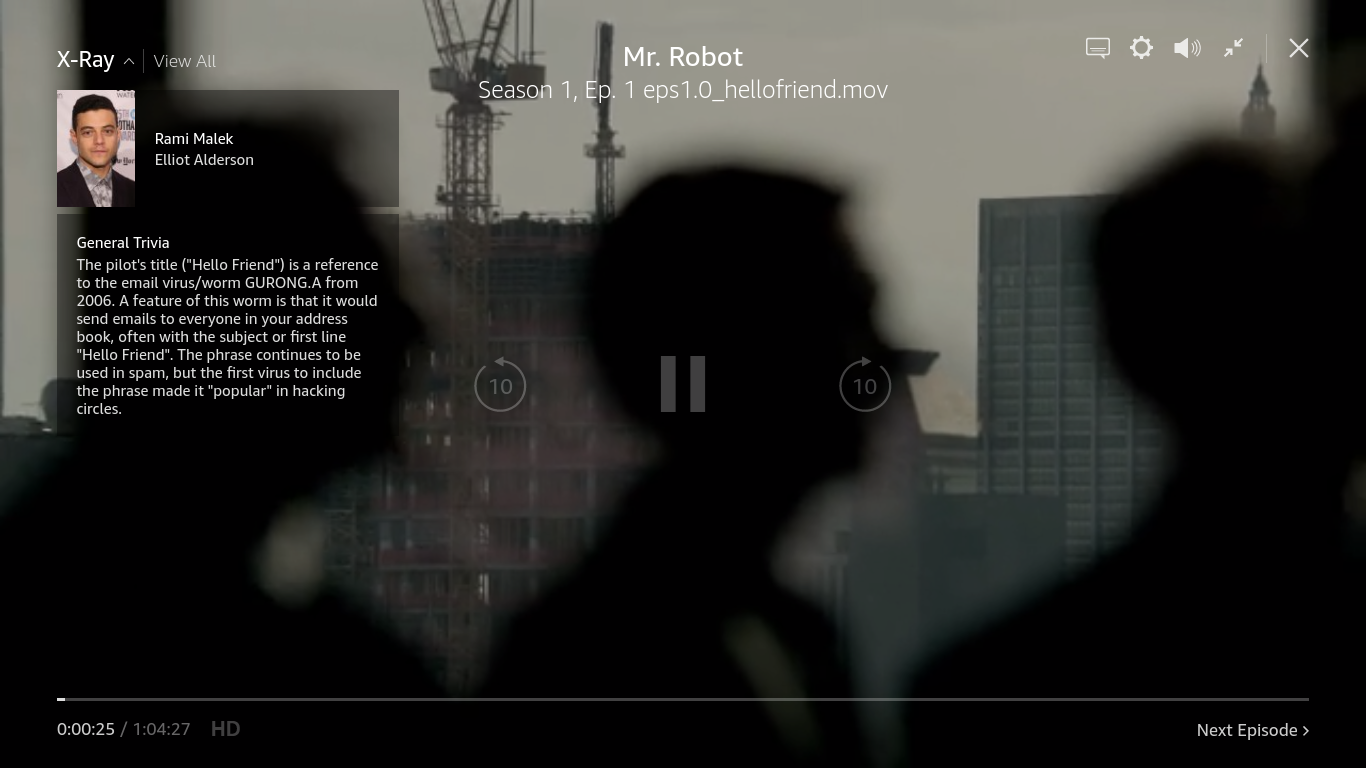 X-Ray
View All
Mr. Robot
Season 1, Ep. 1 eps1.0_hellofriend.mov
Rami Malek
Elliot Alderson
General Trivia
The pilot's title ("Hello Friend") is a reference
to the email virus/worm GURONG.A from
2006. A feature of this worm is that it would
send emails to everyone in your address
book, often with the subject or first line
"Hello Friend". The phrase continues to be
used in spam, but the first virus to include
the phrase made it "popular" in hacking
circles.
10
10
0:00:25 / 1:04:27 HD
Next Episode